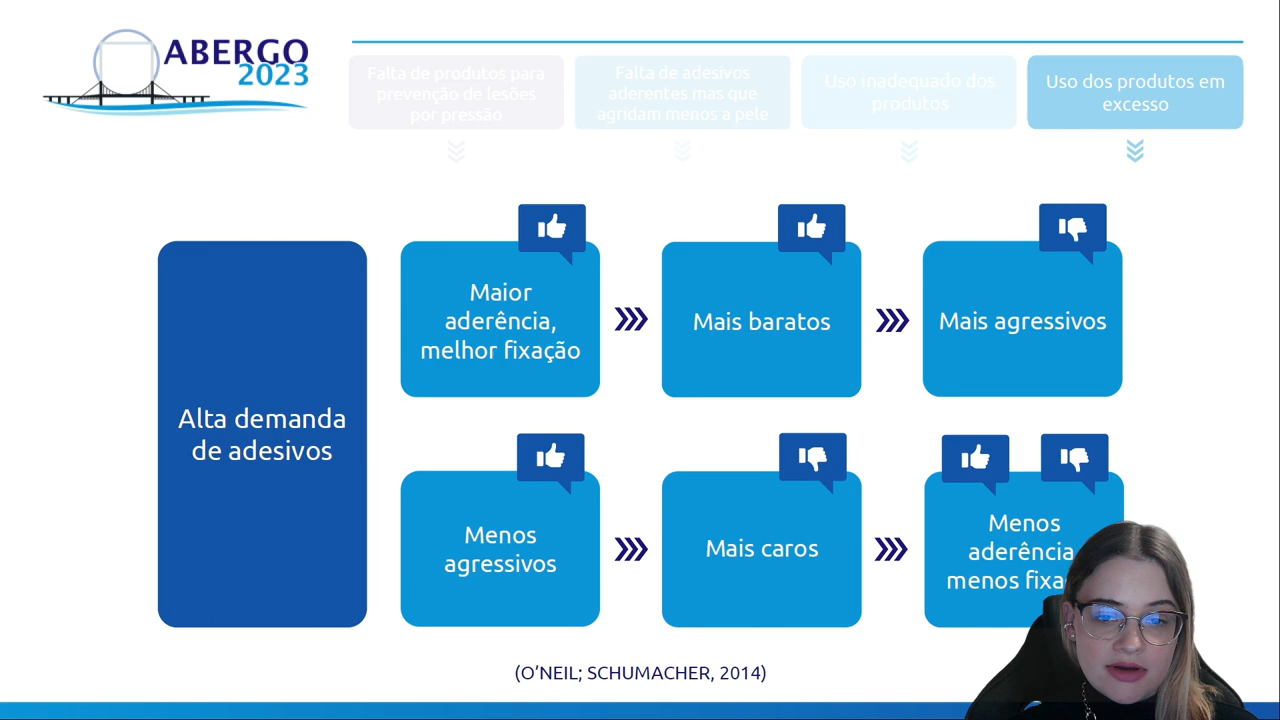 ABERGO
2023
Falta de produtos para
prevenção de lesões
por pressão
Falta de adesivos
aderentes mas que
agridam menos a pele
Uso inadequado dos
produtos
Uso dos produtos em
excesso
Alta demanda
de adesivos
Maior
aderência,
melhor fixação
Mais baratos
Mais agressivos
Menos
agressivos
Mais caros
Menos
aderência
menos
(O’NEIL; SCHUMACHER, 2014)